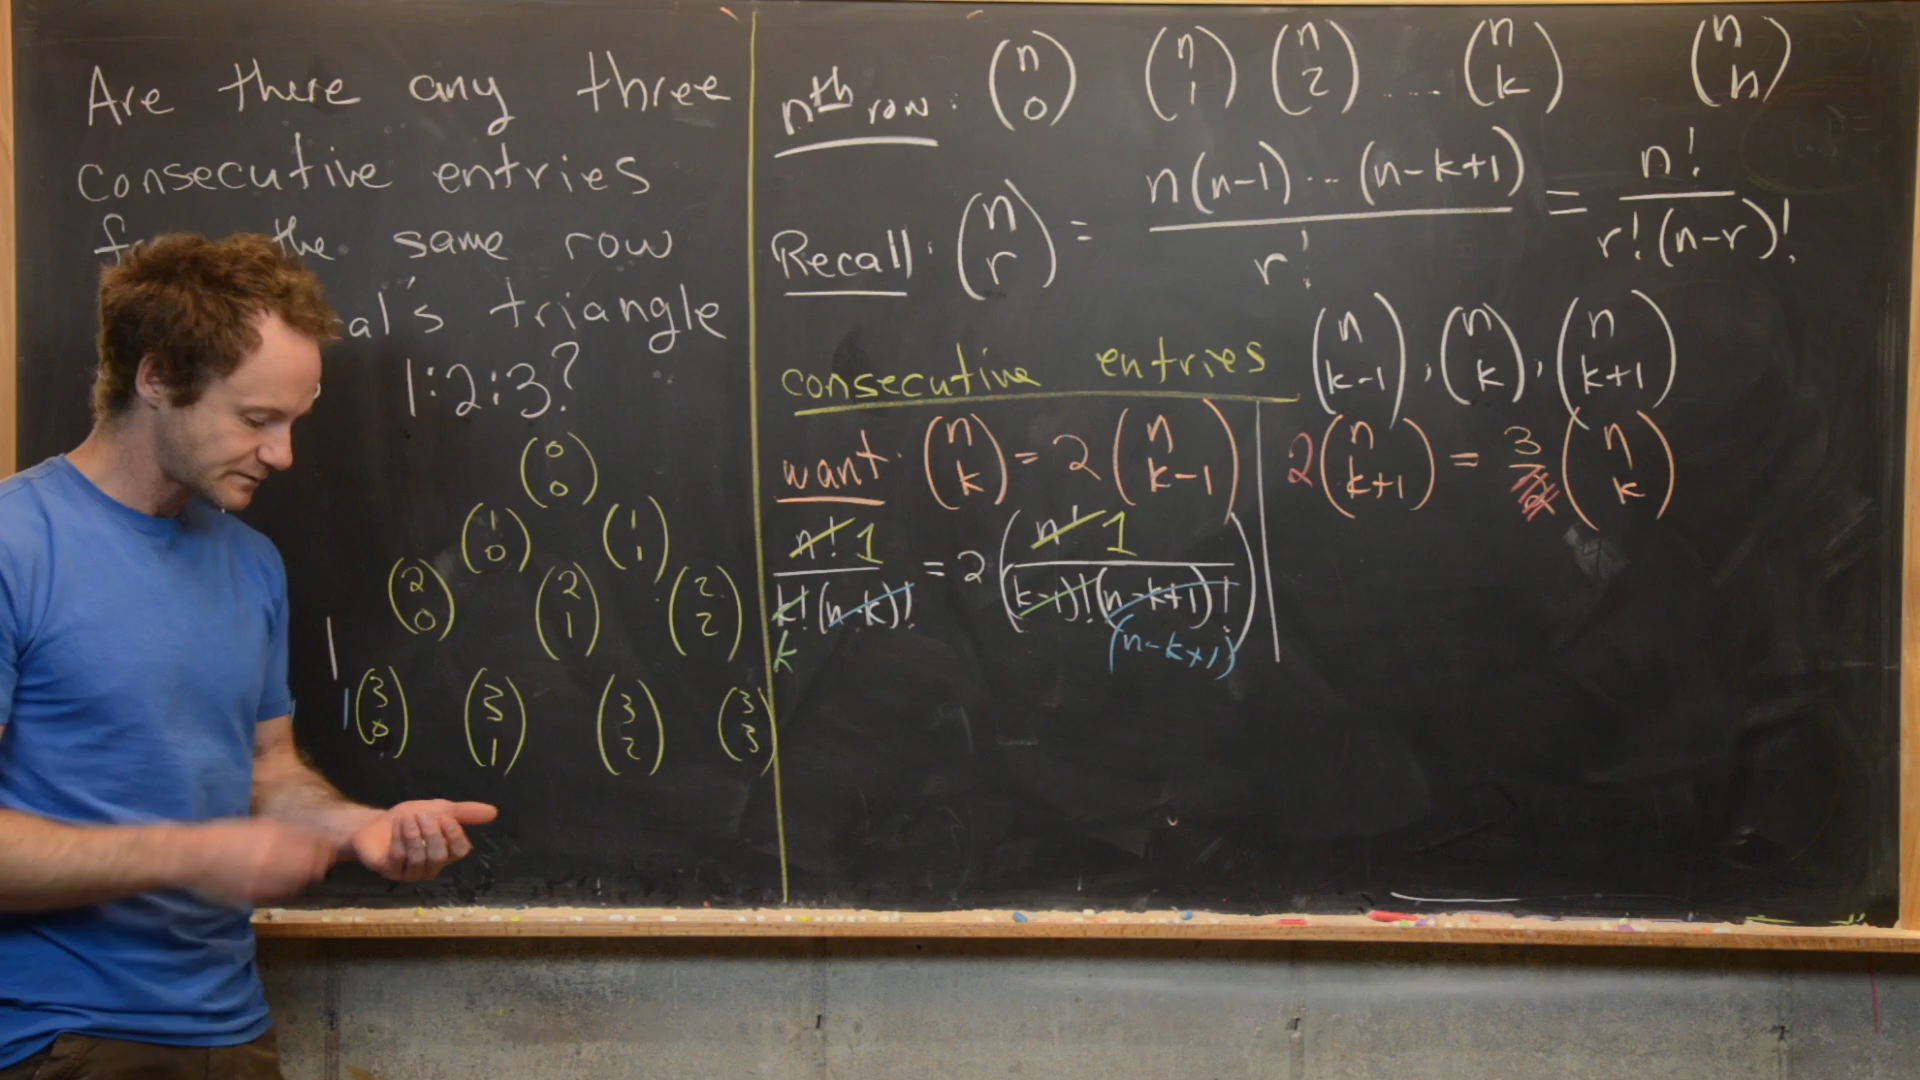 Are there any three
consecutive entries
the same row
al's triangle
1:2:3?
(0 0)
(1 0) (1 1)
(2 0) (2 1) (2 2)
1
1 (3 0) (3 1) (3 2) (3 3)
nth row: (n 0) (n 1) (n 2) .... (n k) (n n)
Recall: (n r) = n(n-1)...(n-k+1) / r! = n! / r!(n-r)!
consecutive entries (n k-1), (n k), (n k+1)
want: (n k) = 2 (n k-1) | 2 (n k+1) = 3 (n k)
n! 1 / k!(n-k)! = 2 (n! 1 / (k-1)!(n-k+1)!)
k (n-k+1)